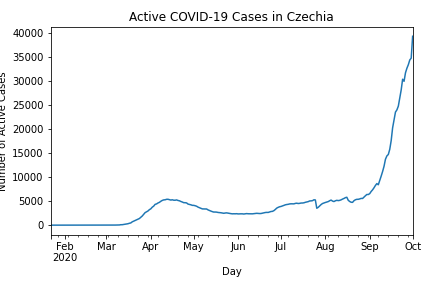 Active COVID-19 Cases in Czechia
40000
35000
30000
25000
20000
15000
10000
5000
0
Number of Active Cases
Feb Mar Apr May Jun Jul Aug Sep Oct
2020
Day